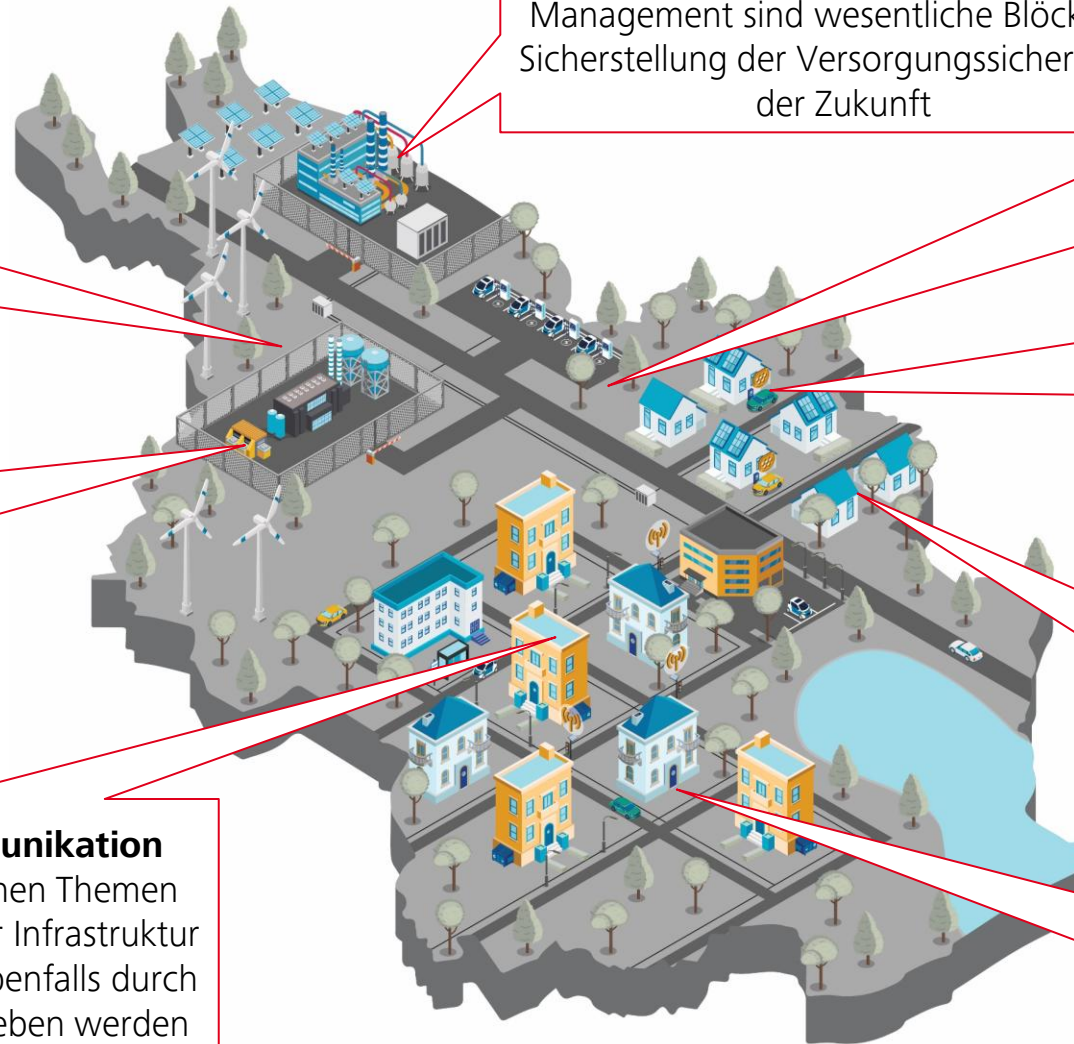 Management sind wesentliche Blöck
Sicherstellung der Versorgungssicher
der Zukunft
unikation
nen Themen
r Infrastruktur
benfalls durch
eben werden